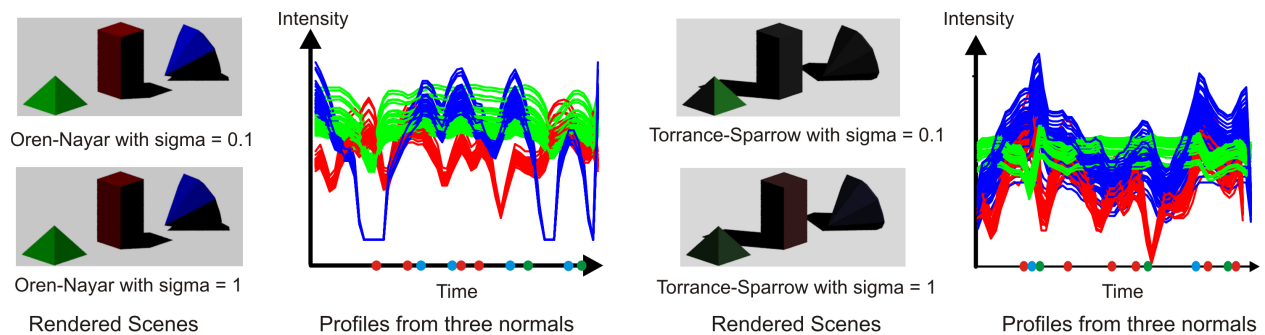 Intensity
Oren-Nayar with sigma = 0.1
Oren-Nayar with sigma = 1
Time
Rendered Scenes
Profiles from three normals
Intensity
Torrance-Sparrow with sigma = 0.1
Torrance-Sparrow with sigma = 1
Time
Rendered Scenes
Profiles from three normals